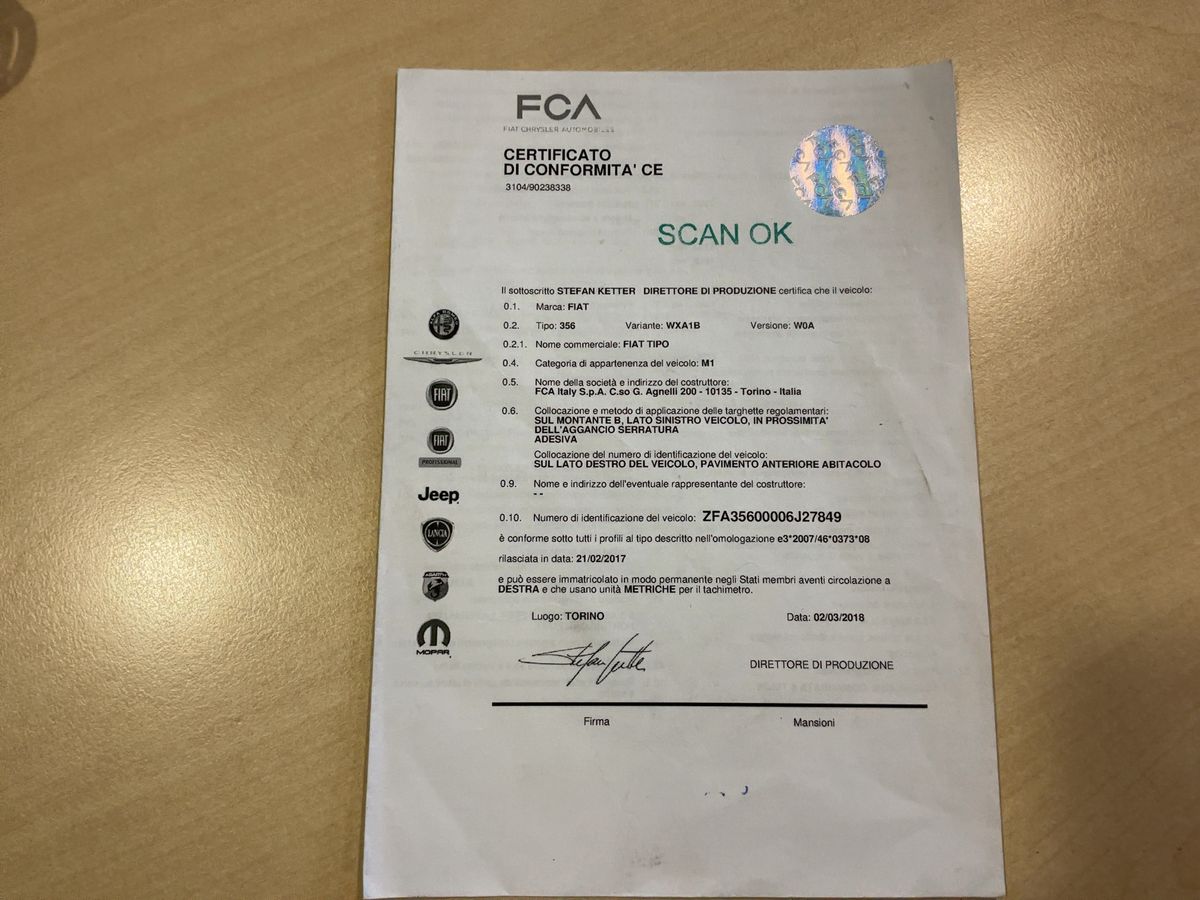 FCA
FIAT CHRYSLER AUTOMOBILES
CERTIFICATO
DI CONFORMITA' CE
3104/90238338
SCAN OK
Il sottoscritto STEFAN KETTER DIRETTORE DI PRODUZIONE certifica che il veicolo:
0.1. Marca: FIAT
0.2. Tipo: 356 Variante: WXA1B Versione: W0A
0.2.1. Nome commerciale: FIAT TIPO
0.4. Categoria di appartenenza del veicolo: M1
0.5. Nome della società e indirizzo del costruttore:
FCA Italy S.p.A. C.so G. Agnelli 200 - 10135 - Torino - Italia
0.6. Collocazione e metodo di applicazione delle targhette regolamentari:
SUL MONTANTE B, LATO SINISTRO VEICOLO, IN PROSSIMITA'
DELL'AGGANCIO SERRATURA
ADESIVA
Collocazione del numero di identificazione del veicolo:
SUL LATO DESTRO DEL VEICOLO, PAVIMENTO ANTERIORE ABITACOLO
0.9. Nome e indirizzo dell'eventuale rappresentante del costruttore:
- -
0.10. Numero di identificazione del veicolo: ZFA35600006J27849
è conforme sotto tutti i profili al tipo descritto nell'omologazione e3*2007/46*0373*08
rilasciata in data: 21/02/2017
e può essere immatricolato in modo permanente negli Stati membri aventi circolazione a
DESTRA e che usano unità METRICHE per il tachimetro.
Luogo: TORINO Data: 02/03/2018
DIRETTORE DI PRODUZIONE
Firma Mansioni
ALFA ROMEO
CHRYSLER
FIAT
FIAT
PROFESSIONAL
Jeep
LANCIA
ABARTH
MOPAR